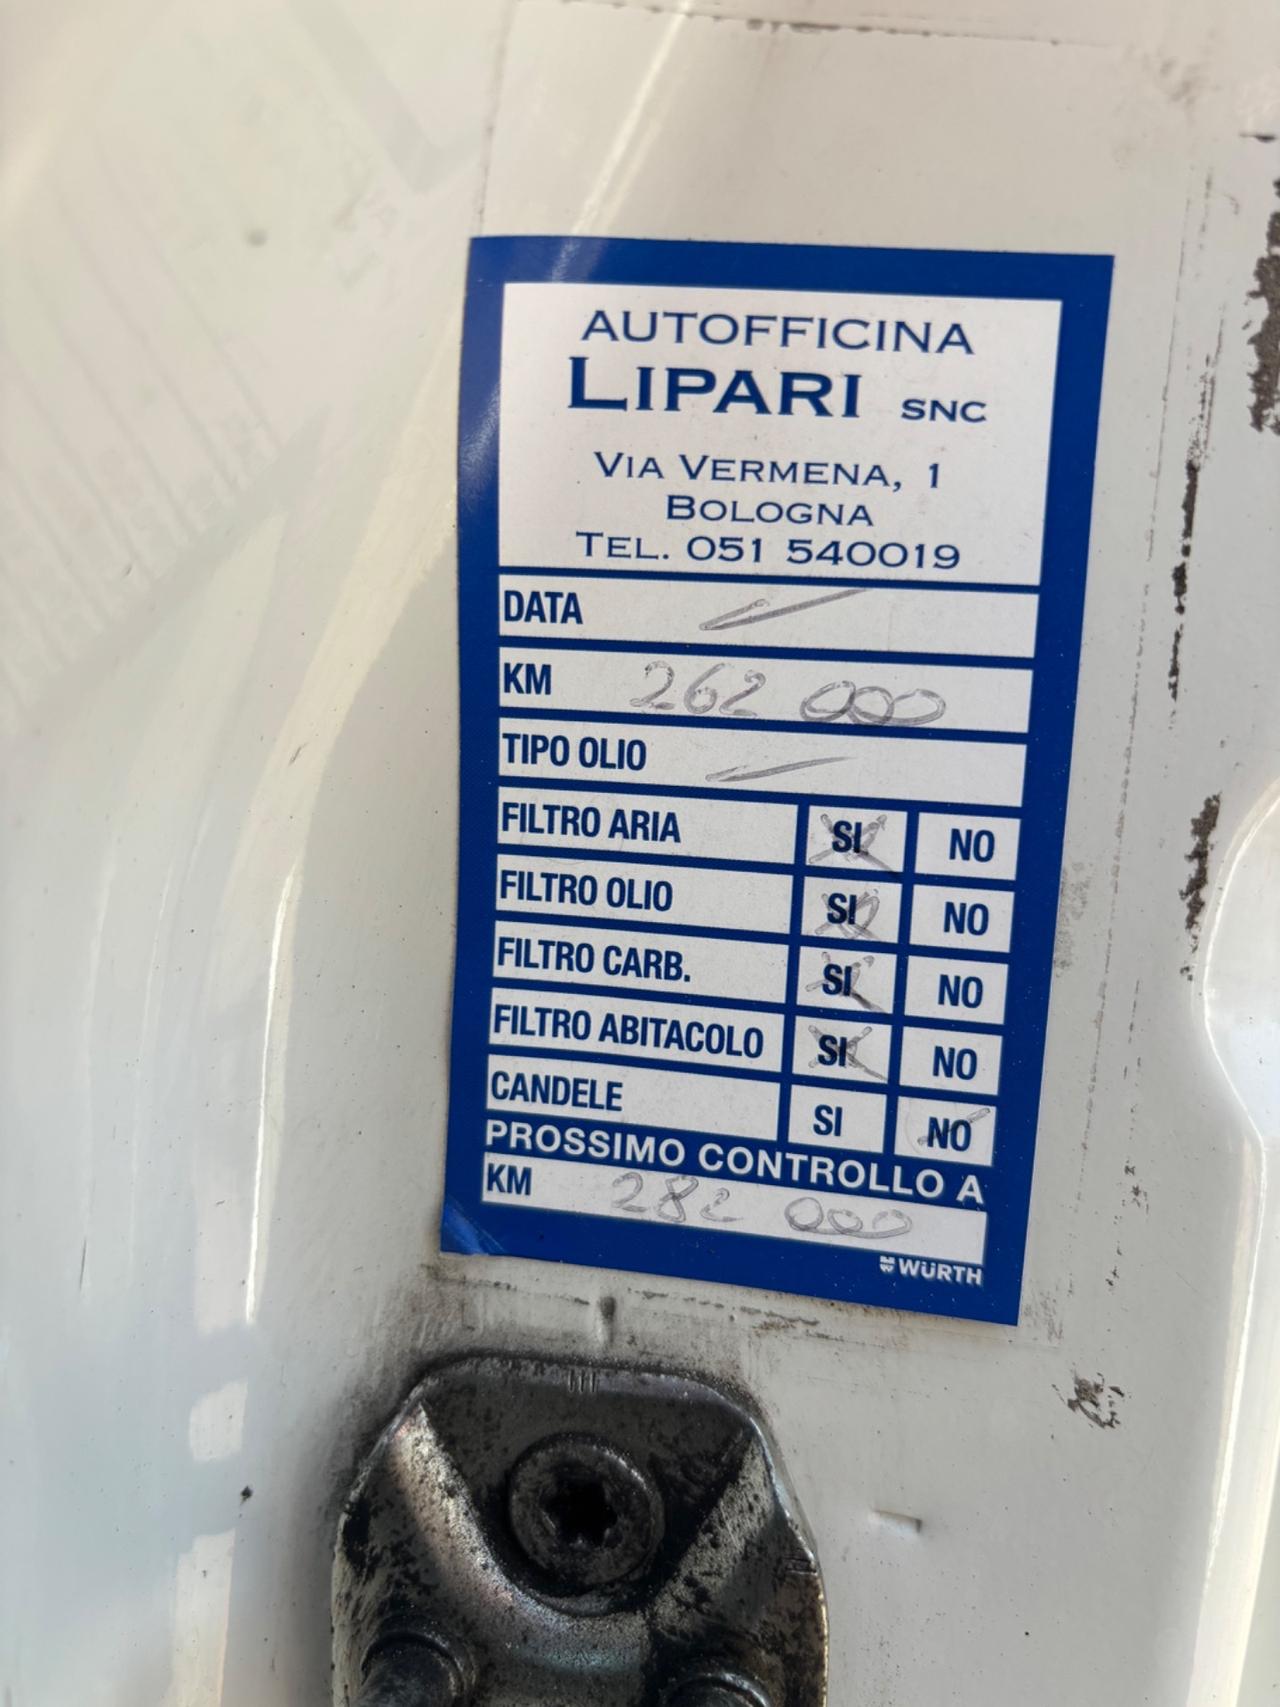 AUTOFFICINA
LIPARI SNC
VIA VERMENA, 1
BOLOGNA
TEL. 051 540019
DATA
KM 262 000
TIPO OLIO
FILTRO ARIA SI NO
FILTRO OLIO SI NO
FILTRO CARB. SI NO
FILTRO ABITACOLO SI NO
CANDELE SI NO
PROSSIMO CONTROLLO A
KM 282 000
WÜRTH